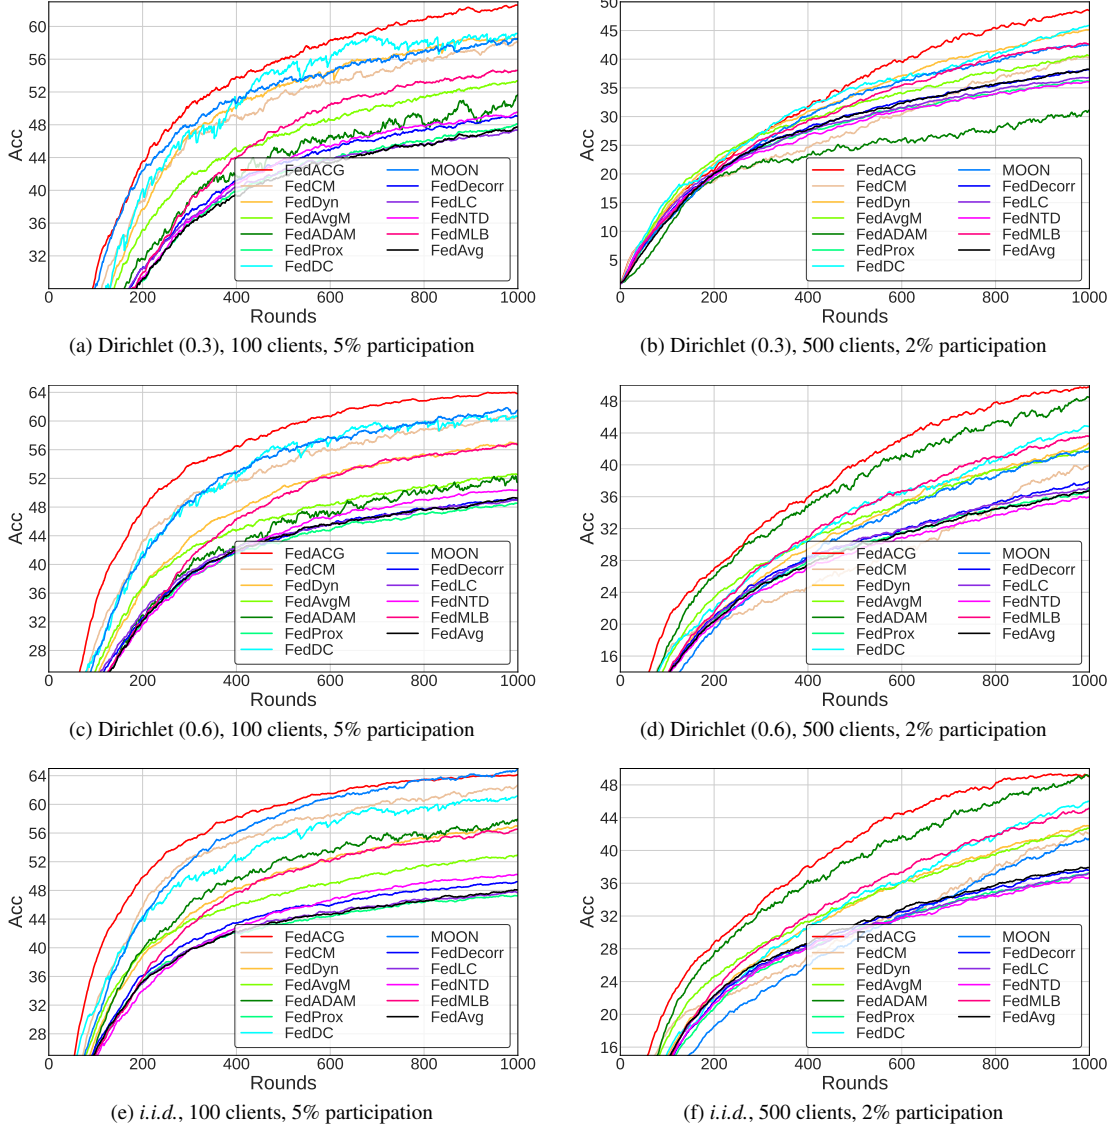 Acc
60
56
52
48
44
40
36
32
FedACG
FedCM
FedDyn
FedAvgM
FedADAM
FedProx
FedDC
MOON
FedDecorr
FedLC
FedNTD
FedMLB
FedAvg
0 200 400 600 800 1000
Rounds
(a) Dirichlet (0.3), 100 clients, 5% participation
Acc
50
45
40
35
30
25
20
15
10
5
FedACG
FedCM
FedDyn
FedAvgM
FedADAM
FedProx
FedDC
MOON
FedDecorr
FedLC
FedNTD
FedMLB
FedAvg
0 200 400 600 800 1000
Rounds
(b) Dirichlet (0.3), 500 clients, 2% participation
Acc
64
60
56
52
48
44
40
36
32
28
FedACG
FedCM
FedDyn
FedAvgM
FedADAM
FedProx
FedDC
MOON
FedDecorr
FedLC
FedNTD
FedMLB
FedAvg
0 200 400 600 800 1000
Rounds
(c) Dirichlet (0.6), 100 clients, 5% participation
Acc
48
44
40
36
32
28
24
20
16
FedACG
FedCM
FedDyn
FedAvgM
FedADAM
FedProx
FedDC
MOON
FedDecorr
FedLC
FedNTD
FedMLB
FedAvg
0 200 400 600 800 1000
Rounds
(d) Dirichlet (0.6), 500 clients, 2% participation
Acc
64
60
56
52
48
44
40
36
32
28
FedACG
FedCM
FedDyn
FedAvgM
FedADAM
FedProx
FedDC
MOON
FedDecorr
FedLC
FedNTD
FedMLB
FedAvg
0 200 400 600 800 1000
Rounds
(e) i.i.d., 100 clients, 5% participation
Acc
48
44
40
36
32
28
24
20
16
FedACG
FedCM
FedDyn
FedAvgM
FedADAM
FedProx
FedDC
MOON
FedDecorr
FedLC
FedNTD
FedMLB
FedAvg
0 200 400 600 800 1000
Rounds
(f) i.i.d., 500 clients, 2% participation